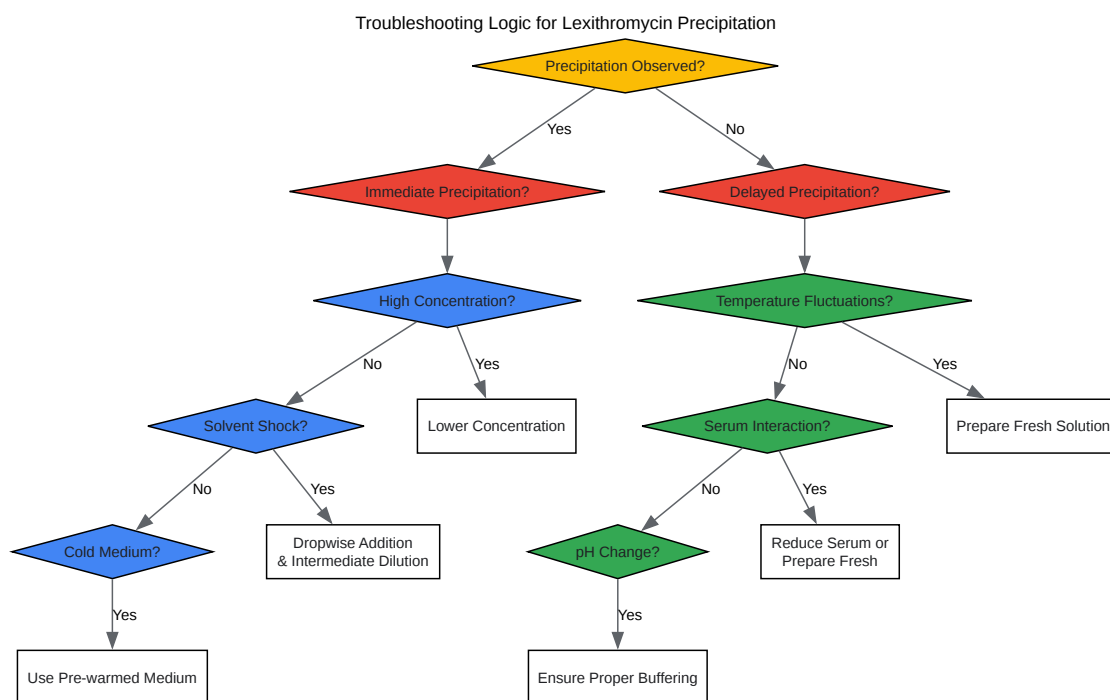 Troubleshooting Logic for Lexithromycin Precipitation
Precipitation Observed?
Yes
No
Immediate Precipitation?
Delayed Precipitation?
High Concentration?
Temperature Fluctuations?
No
Yes
No
Yes
Solvent Shock?
Lower Concentration
Serum Interaction?
Prepare Fresh Solution
No
Yes
No
Yes
Cold Medium?
Dropwise Addition
& Intermediate Dilution
pH Change?
Reduce Serum or
Prepare Fresh
Yes
Yes
Use Pre-warmed Medium
Ensure Proper Buffering